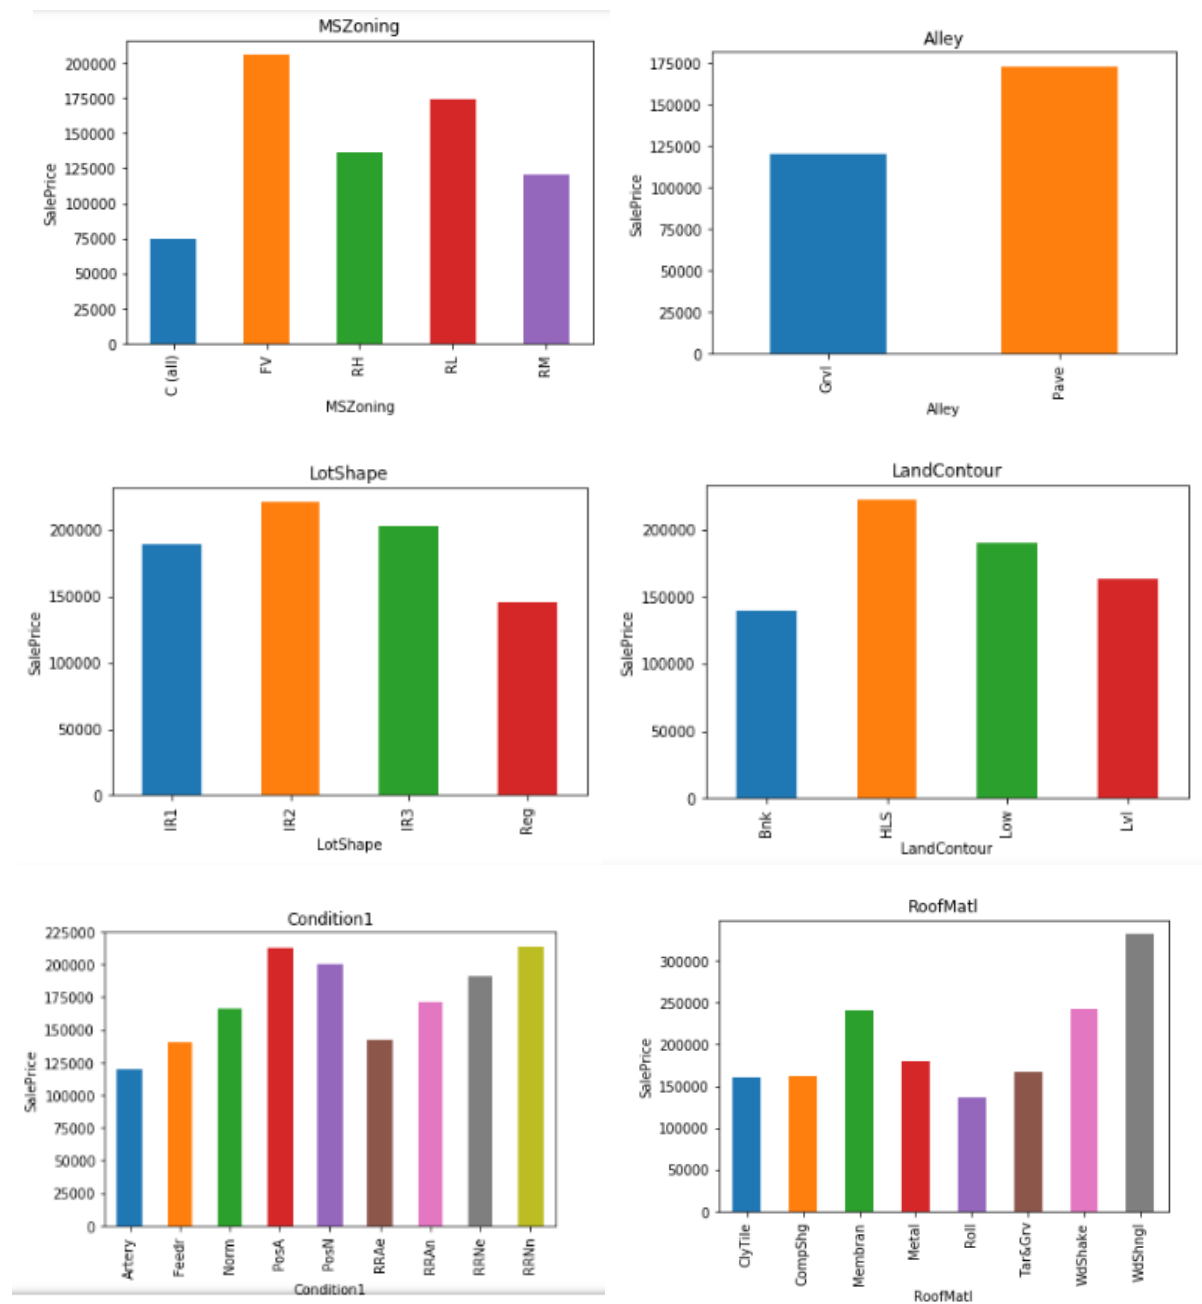 MSZoning
200000
175000
150000
125000
100000
75000
50000
25000
0
SalePrice
C (all)
FV
RH
RL
RM
MSZoning
Alley
175000
150000
125000
100000
75000
50000
25000
0
SalePrice
Grvl
Pave
Alley
LotShape
200000
150000
100000
50000
0
SalePrice
IR1
IR2
IR3
Reg
LotShape
LandContour
200000
150000
100000
50000
0
SalePrice
Bnk
HLS
Low
Lvl
LandContour
Condition1
225000
200000
175000
150000
125000
100000
75000
50000
25000
0
SalePrice
Artery
Feedr
Norm
PosA
PosN
RRAe
RRAn
RRNe
RRNn
Condition1
RoofMatl
300000
250000
200000
150000
100000
50000
0
SalePrice
ClyTile
CompShg
Membran
Metal
Roll
Tar&Grv
WdShake
WdShngl
RoofMatl